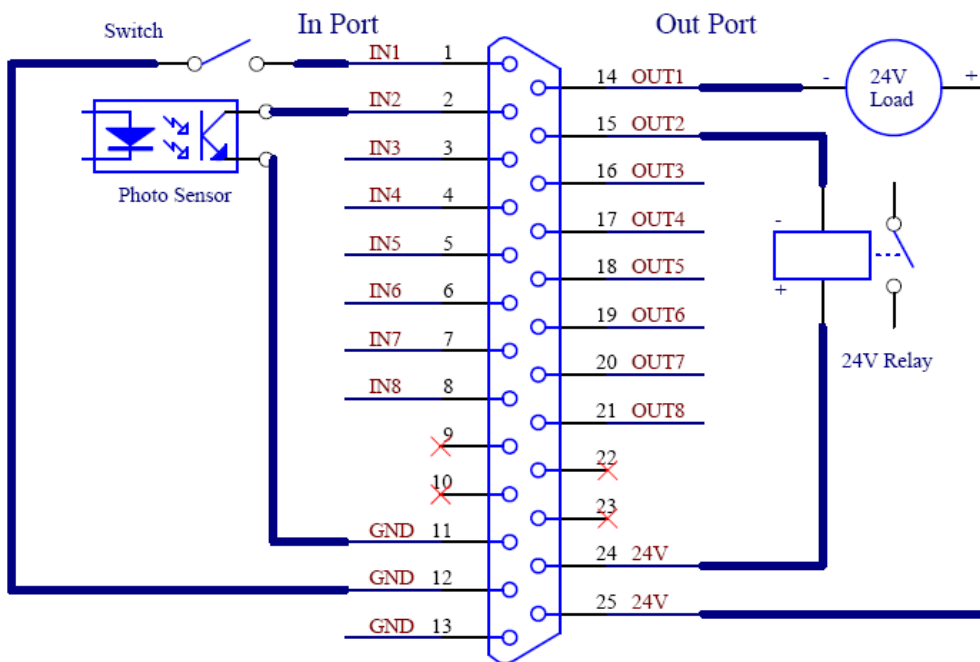 In Port
Out Port
Switch
IN1 1
14 OUT1
- 24V +
Load
IN2 2
15 OUT2
IN3 3
16 OUT3
Photo Sensor
IN4 4
17 OUT4
-
IN5 5
18 OUT5
+
IN6 6
19 OUT6
IN7 7
20 OUT7
24V Relay
IN8 8
21 OUT8
9
22
10
23
GND 11
24 24V
GND 12
25 24V
GND 13